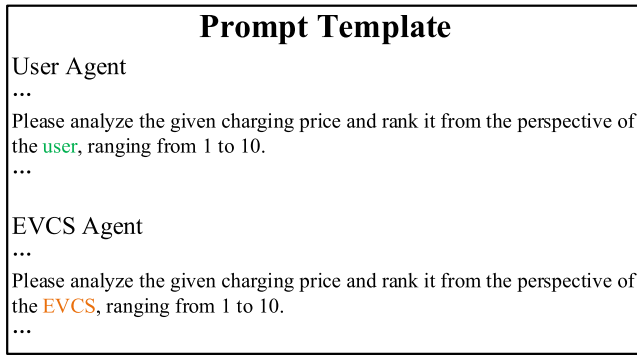 Prompt Template
User Agent
...
Please analyze the given charging price and rank it from the perspective of
the user, ranging from 1 to 10.
...
EVCS Agent
...
Please analyze the given charging price and rank it from the perspective of
the EVCS, ranging from 1 to 10.
...